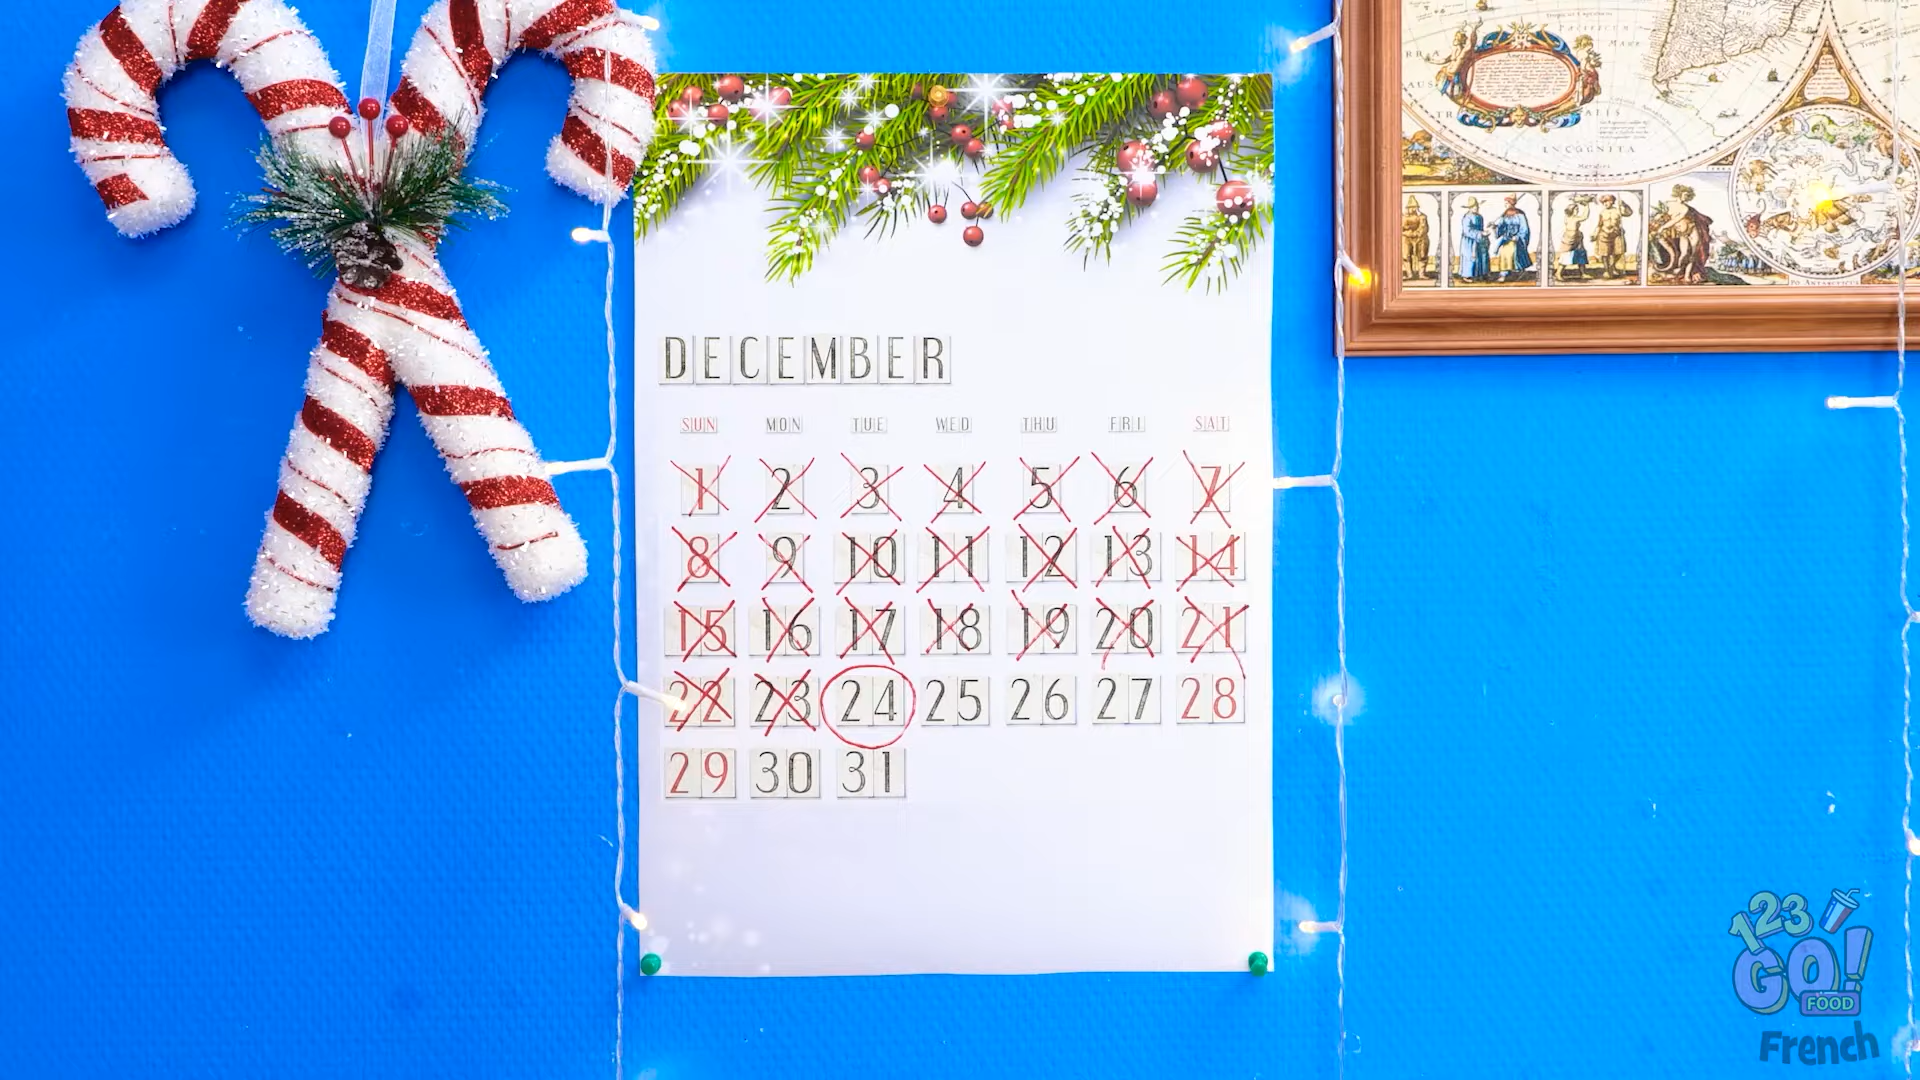 DECEMBER
SUN MON TUE WED THU FRI SAT
1 2 3 4 5 6 7
8 9 10 11 12 13 14
15 16 17 18 19 20 21
22 23 24 25 26 27 28
29 30 31
INCOGNITA
123
GO!
FOOD
French